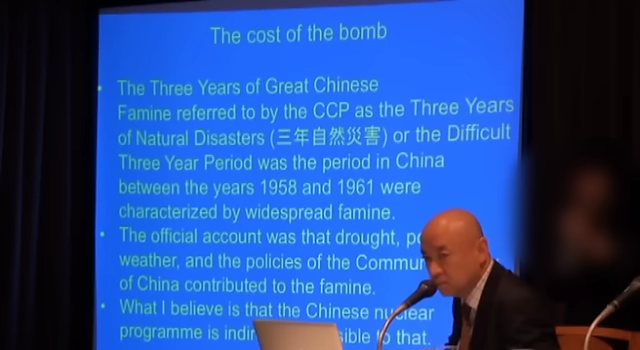 The cost of the bomb
• The Three Years of Great Chinese
Famine referred to by the CCP as the Three Years
of Natural Disasters (三年自然災害) or the Difficult
Three Year Period was the period in China
between the years 1958 and 1961 were
characterized by widespread famine.
• The official account was that drought,
weather, and the policies of the
of China contributed to the famine.
• What I believe is that the Chinese nuclear
programme is to that.